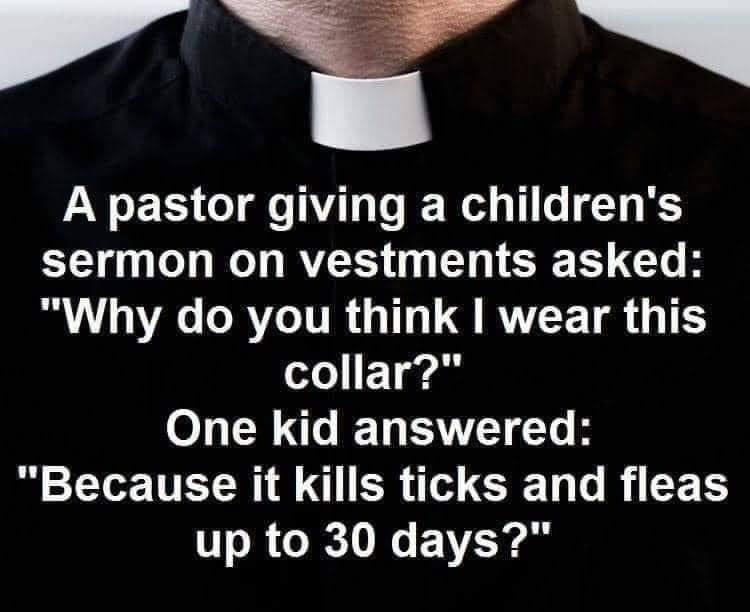 A pastor giving a children's
sermon on vestments asked:
"Why do you think I wear this
collar?"
One kid answered:
"Because it kills ticks and fleas
up to 30 days?"